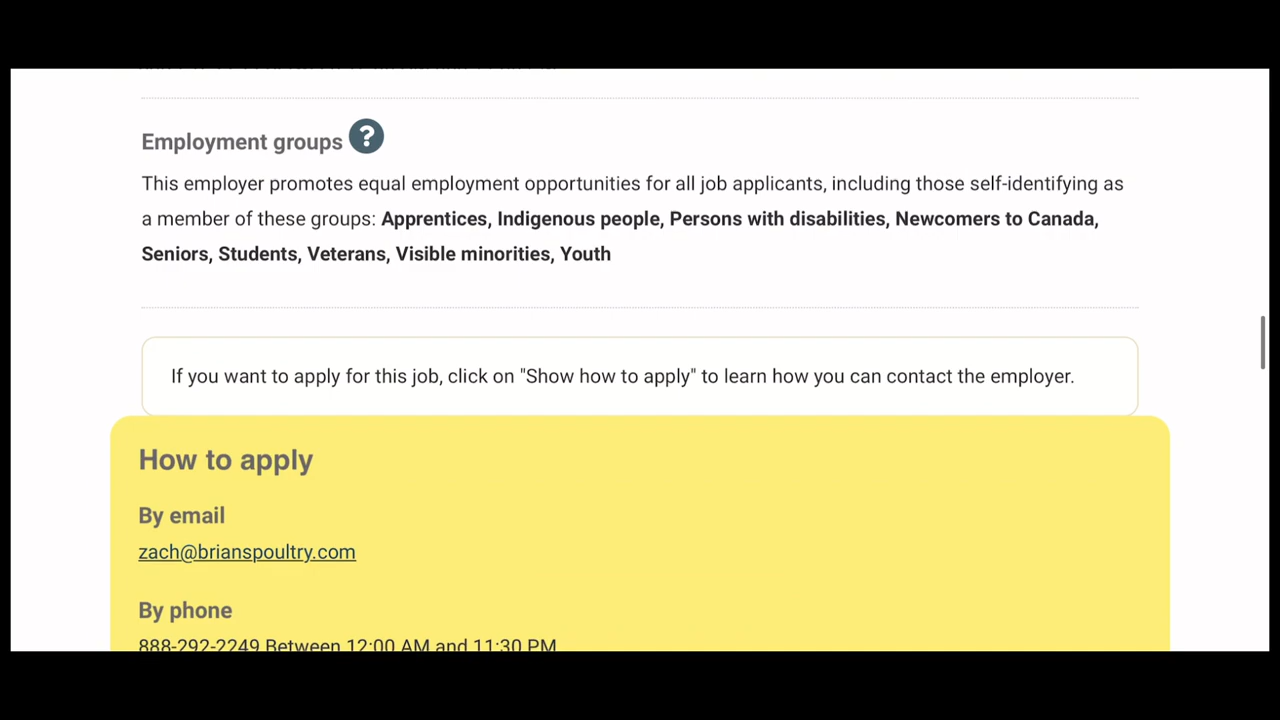 Employment groups ?
This employer promotes equal employment opportunities for all job applicants, including those self-identifying as
a member of these groups: Apprentices, Indigenous people, Persons with disabilities, Newcomers to Canada,
Seniors, Students, Veterans, Visible minorities, Youth
If you want to apply for this job, click on "Show how to apply" to learn how you can contact the employer.
How to apply
By email
zach@brianspoultry.com
By phone
888-292-2249 Between 12:00 AM and 11:30 PM